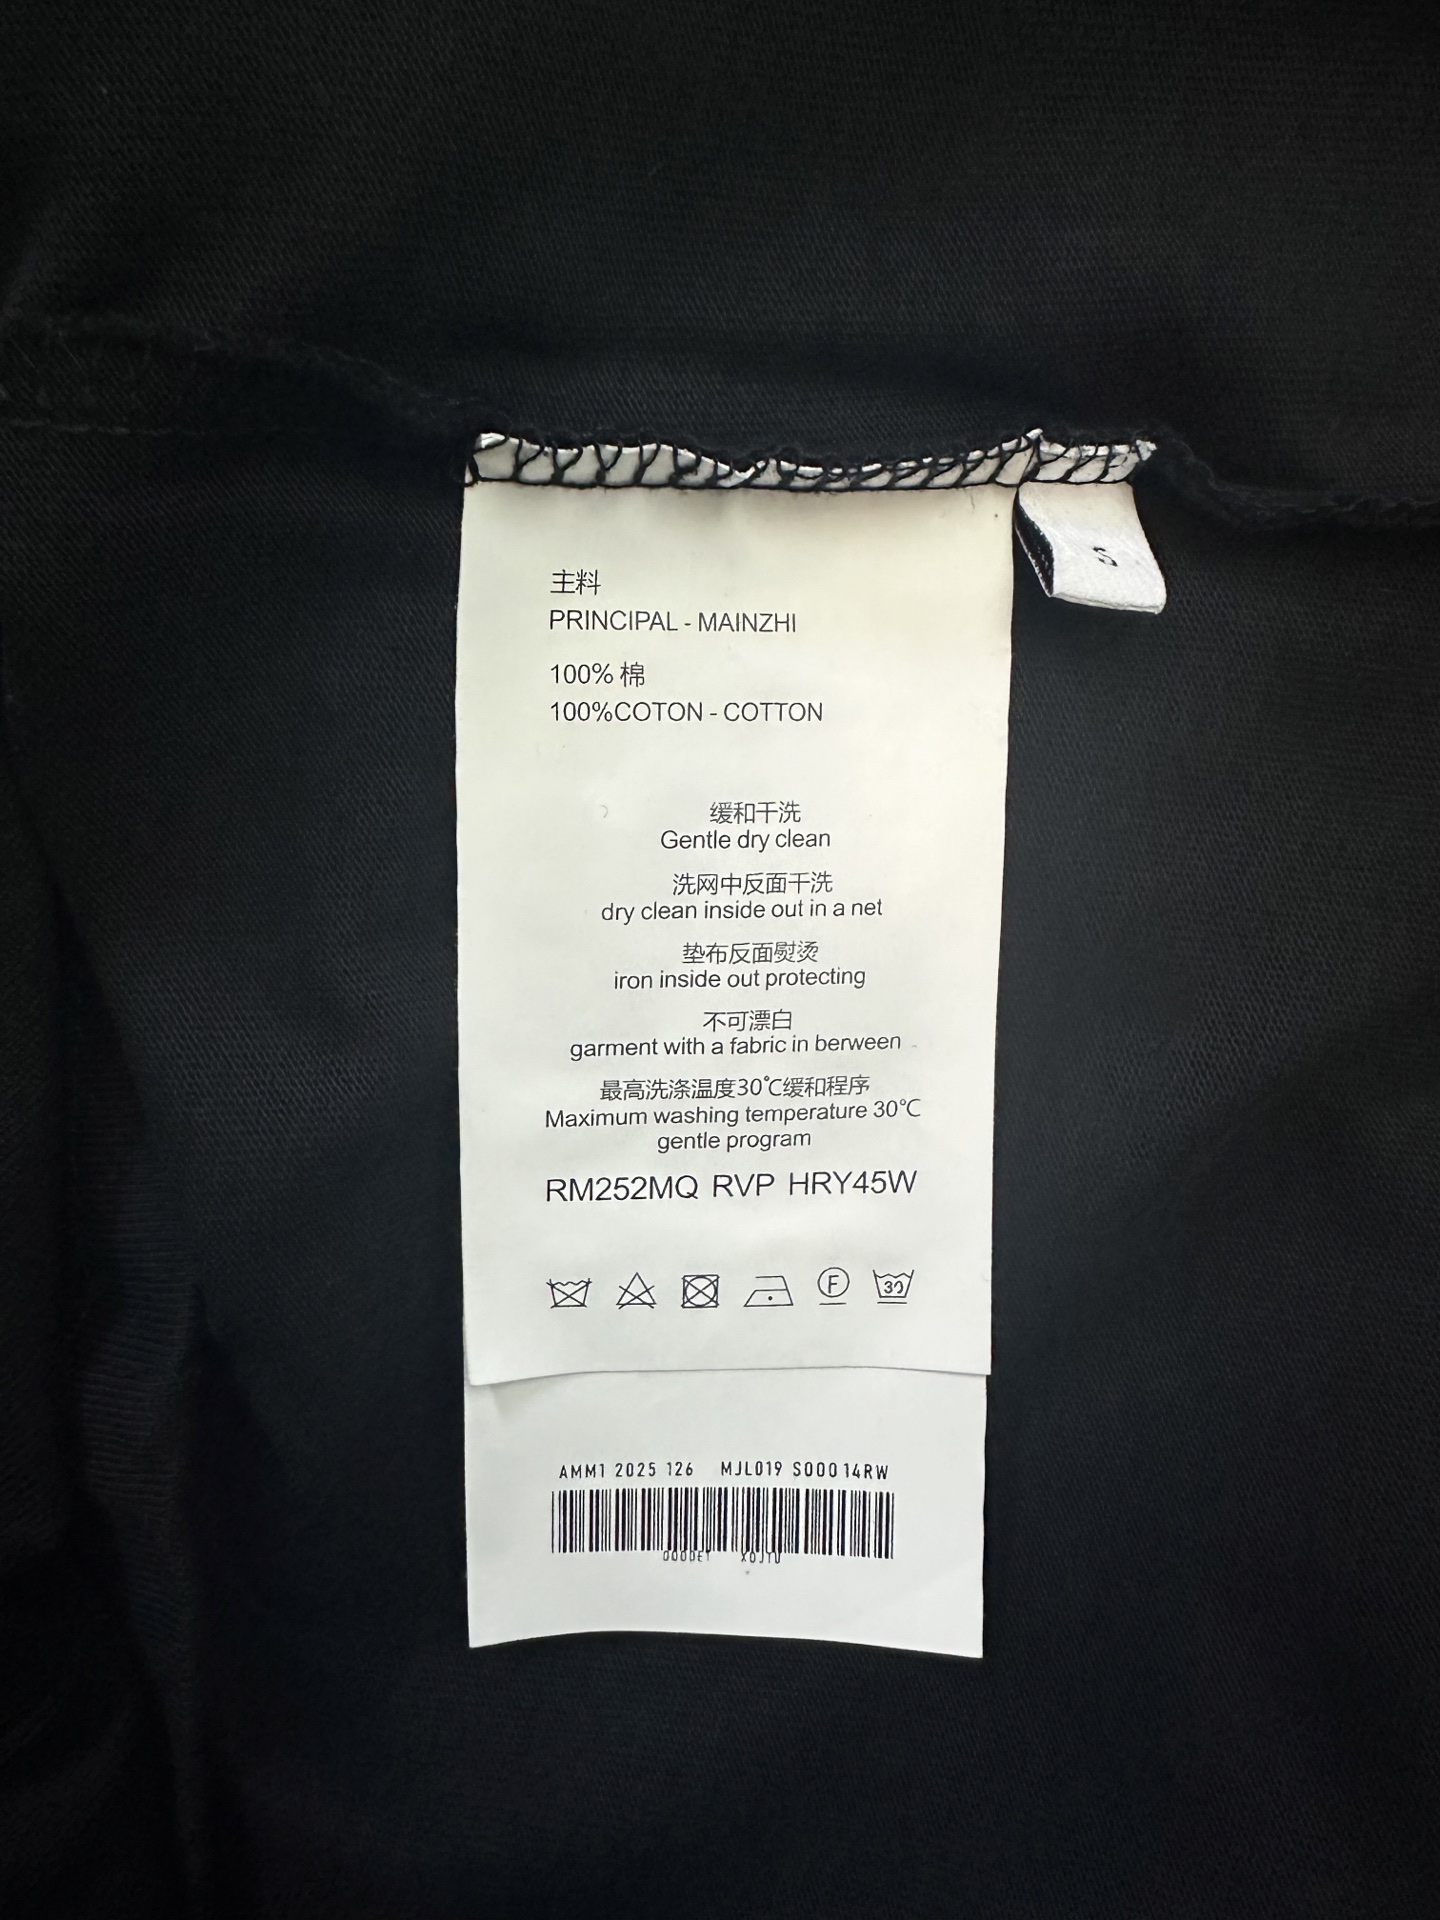 S
主料
PRINCIPAL - MAINZHI
100% 棉
100%COTON - COTTON
缓和干洗
Gentle dry clean
洗网中反面干洗
dry clean inside out in a net
垫布反面熨烫
iron inside out protecting
不可漂白
garment with a fabric in berween
最高洗涤温度30℃缓和程序
Maximum washing temperature 30℃
gentle program
RM252MQ RVP HRY45W
F
30
AMM1 2025 126 MJL019 S00014RW